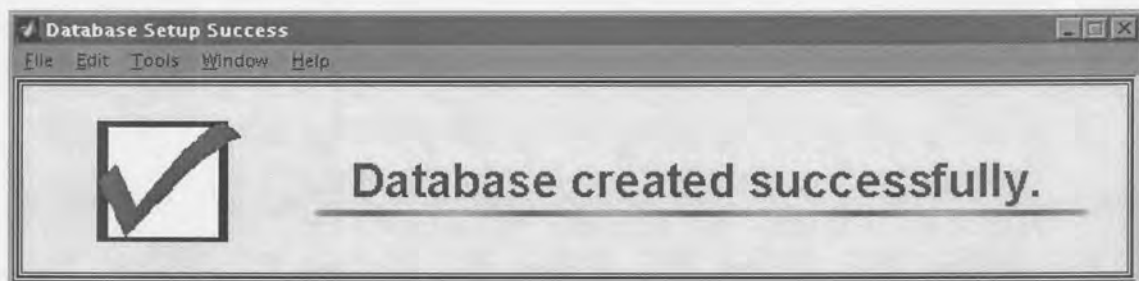 Database Setup Success
File Edit Tools Window Help
Database created successfully.